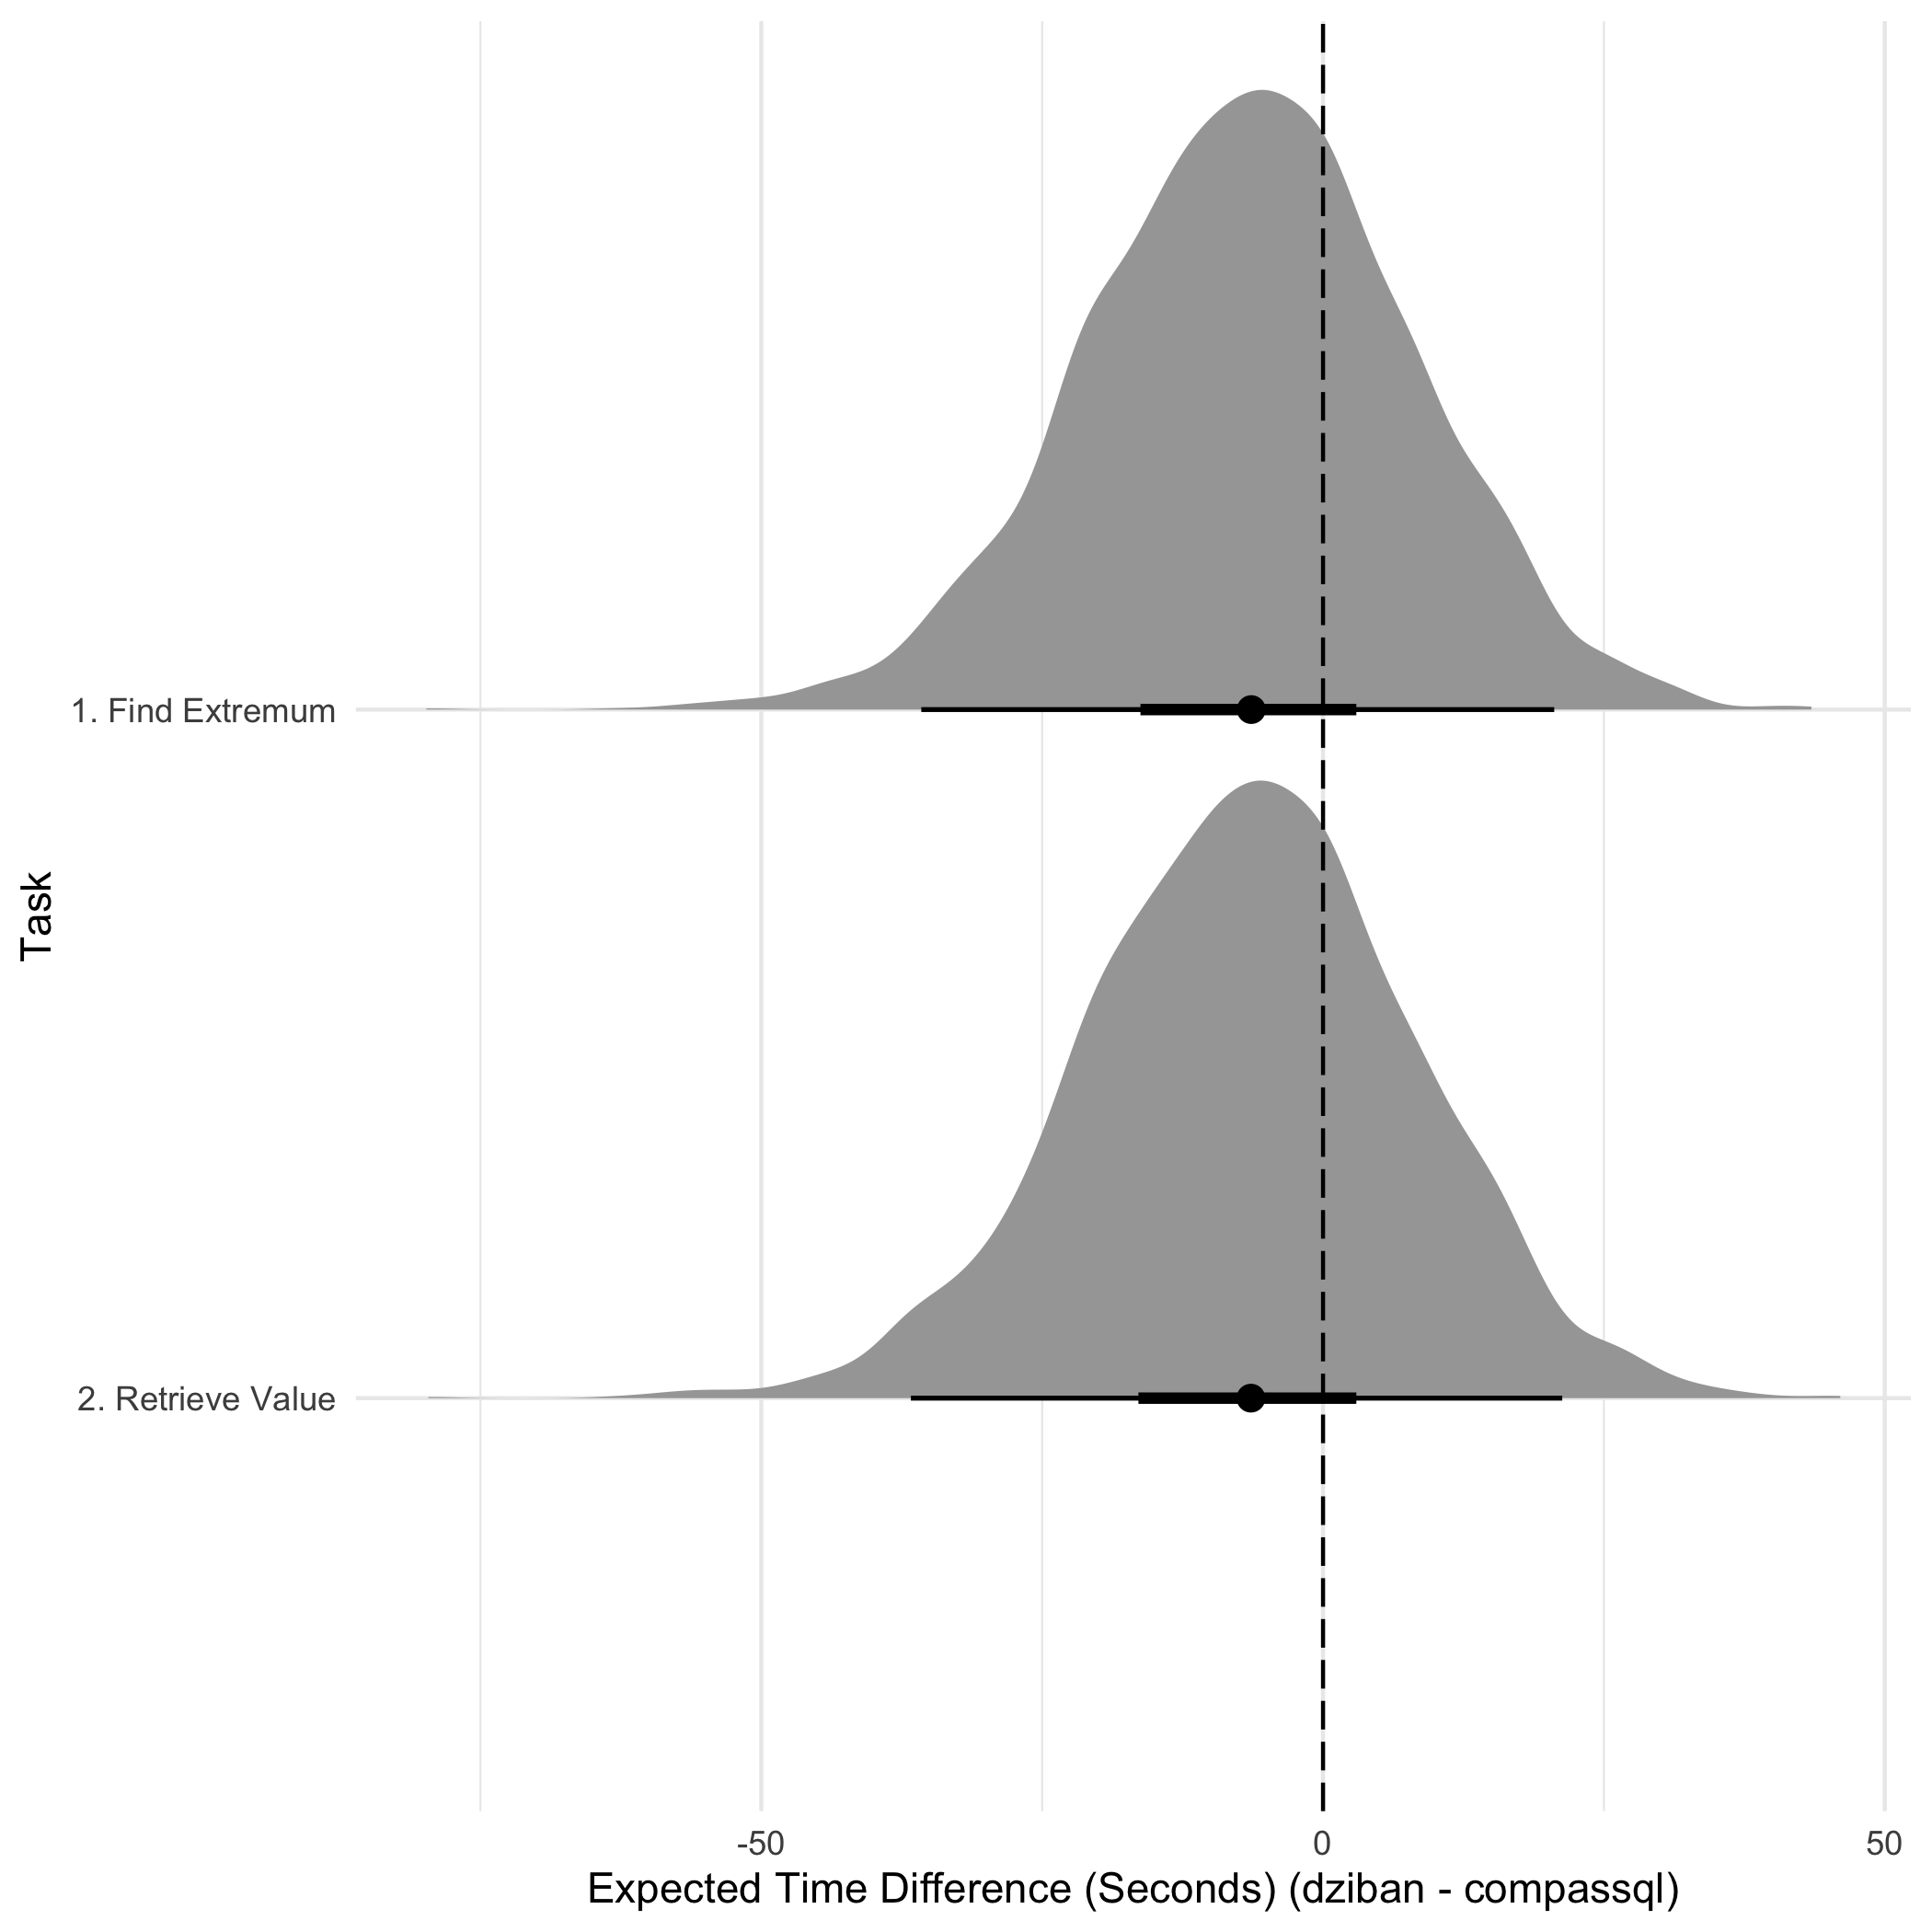 1. Find Extremum
2. Retrieve Value
Task
-50
0
50
Expected Time Difference (Seconds) (dziban - compassql)